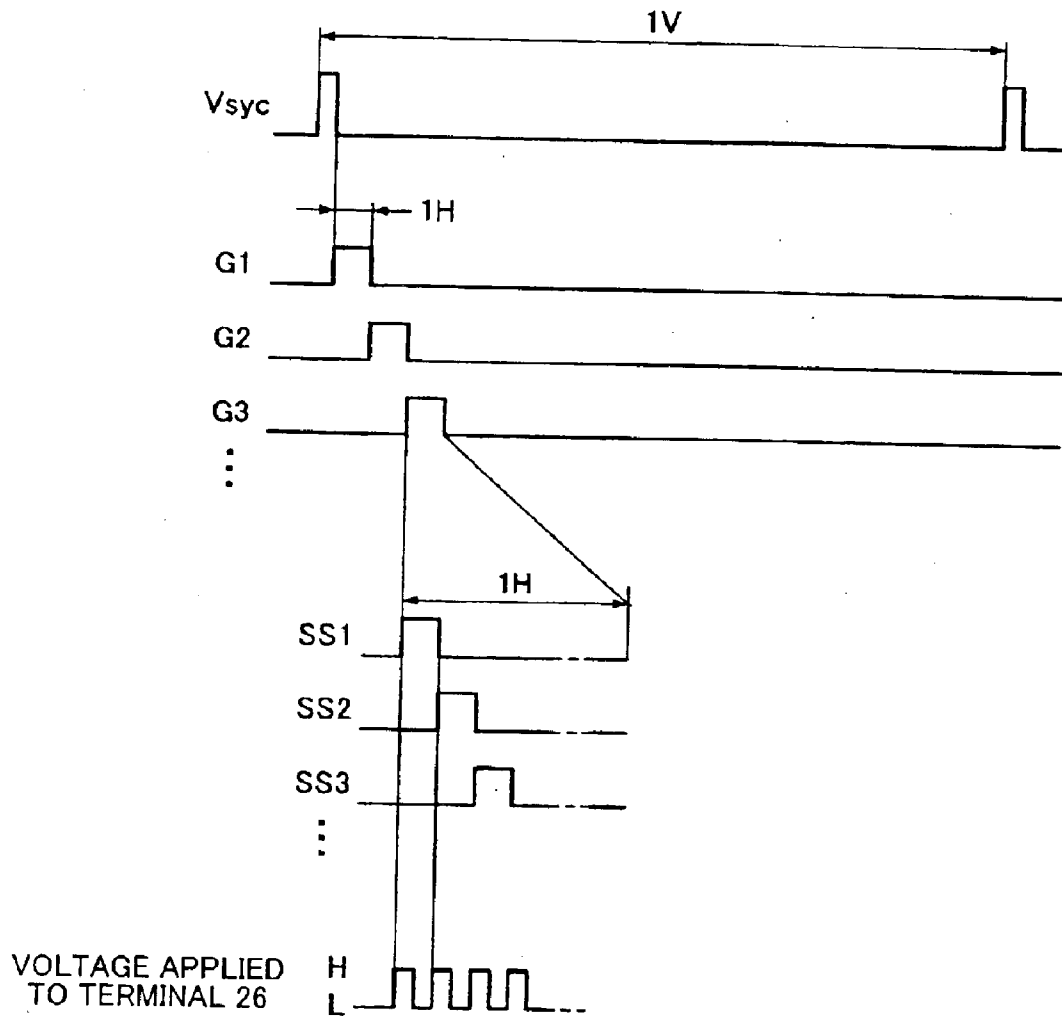 1V
Vsyc
1H
G1
G2
G3
1H
SS1
SS2
SS3
VOLTAGE APPLIED H
TO TERMINAL 26 L